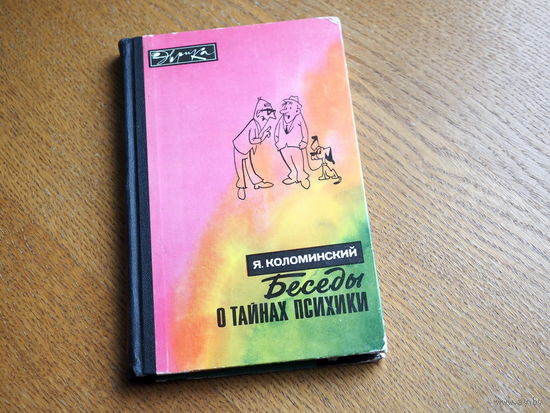 Эврика
Я. КОЛОМИНСКИЙ
Беседы
О ТАЙНАХ ПСИХИКИ